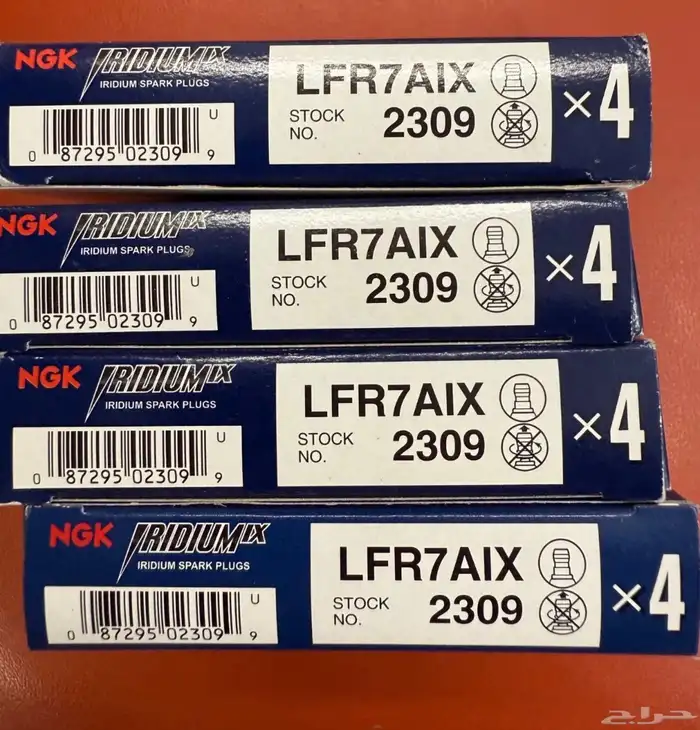 NGK IRIDIUM IX
IRIDIUM SPARK PLUGS
U
0 87295 02309 9
LFR7AIX
STOCK NO. 2309
×4
NGK IRIDIUM IX
IRIDIUM SPARK PLUGS
U
0 87295 02309 9
LFR7AIX
STOCK NO. 2309
×4
NGK IRIDIUM IX
IRIDIUM SPARK PLUGS
U
0 87295 02309 9
LFR7AIX
STOCK NO. 2309
×4
NGK IRIDIUM IX
IRIDIUM SPARK PLUGS
U
0 87295 02309 9
LFR7AIX
STOCK NO. 2309
×4
حراج